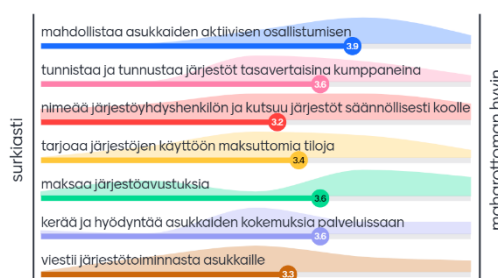 surkiasti
mahdollistaa asukkaiden aktiivisen osallistumisen
3.9
tunnistaa ja tunnustaa järjestöt tasavertaisina kumppaneina
3.6
nimeää järjestöyhdyshenkilön ja kutsuu järjestöt säännöllisesti koolle
3.2
tarjoaa järjestöjen käyttöön maksuttomia tiloja
3.4
maksaa järjestöavustuksia
3.6
kerää ja hyödyntää asukkaiden kokemuksia palveluissaan
3.6
viestii järjestötoiminnasta asukkaille
3.3
maharottoman hyvin